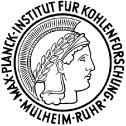 MAX-PLANCK-INSTITUT FÜR KOHLENFORSCHUNG
MÜLHEIM-RUHR